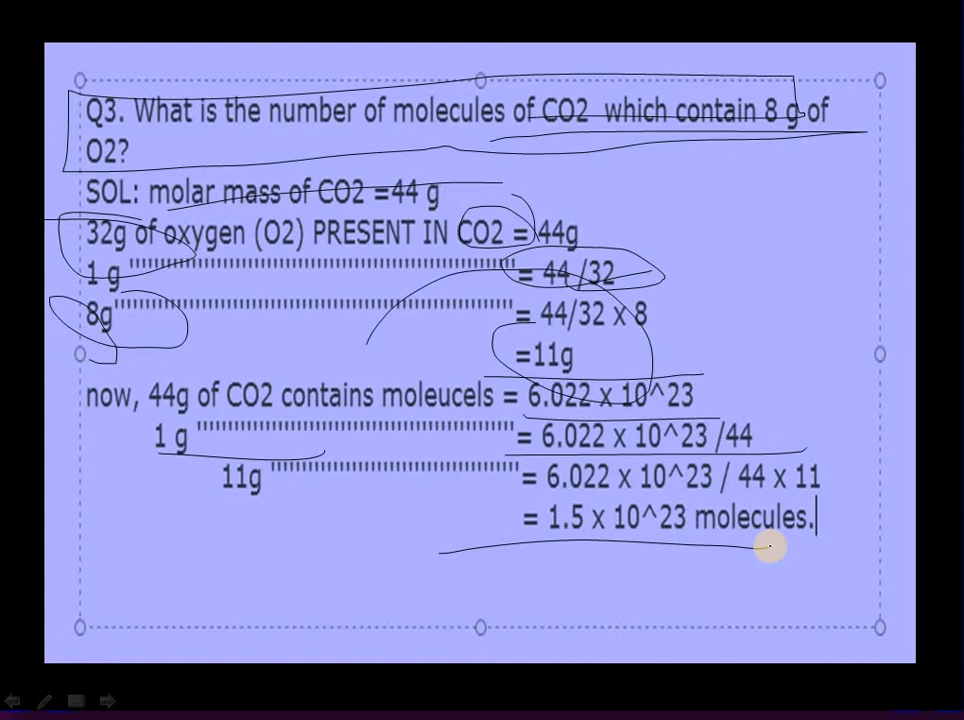 Q3. What is the number of molecules of CO2 which contain 8 g of
O2?
SOL: molar mass of CO2 =44 g
32g of oxygen (O2) PRESENT IN CO2 = 44g
1 g """"""""""""""""""""""""""""""""" = 44 /32
8g""""""""""""""""""""""""""""""""""" = 44/32 x 8
=11g
now, 44g of CO2 contains moleucels = 6.022 x 10^23
1 g """"""""""""""""""""""""""" = 6.022 x 10^23 /44
11g """"""""""""""""""""" = 6.022 x 10^23 / 44 x 11
= 1.5 x 10^23 molecules.